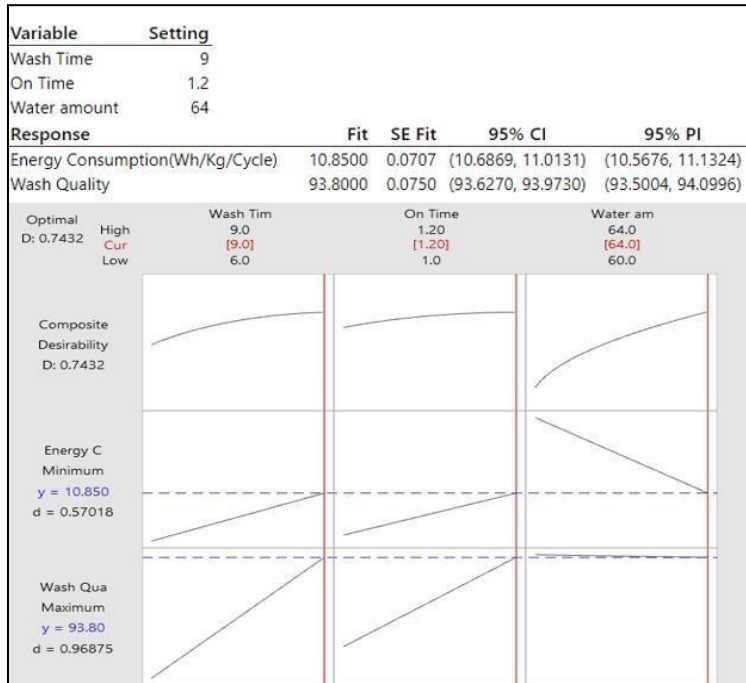 Variable Setting
Wash Time 9
On Time 1.2
Water amount 64
Response Fit SE Fit 95% CI 95% PI
Energy Consumption(Wh/Kg/Cycle) 10.8500 0.0707 (10.6869, 11.0131) (10.5676, 11.1324)
Wash Quality 93.8000 0.0750 (93.6270, 93.9730) (93.5004, 94.0996)
Optimal
D: 0.7432
High
Cur
Low
Wash Tim
9.0
[9.0]
6.0
On Time
1.20
[1.20]
1.0
Water am
64.0
[64.0]
60.0
Composite
Desirability
D: 0.7432
Energy C
Minimum
y = 10.850
d = 0.57018
Wash Qua
Maximum
y = 93.80
d = 0.96875